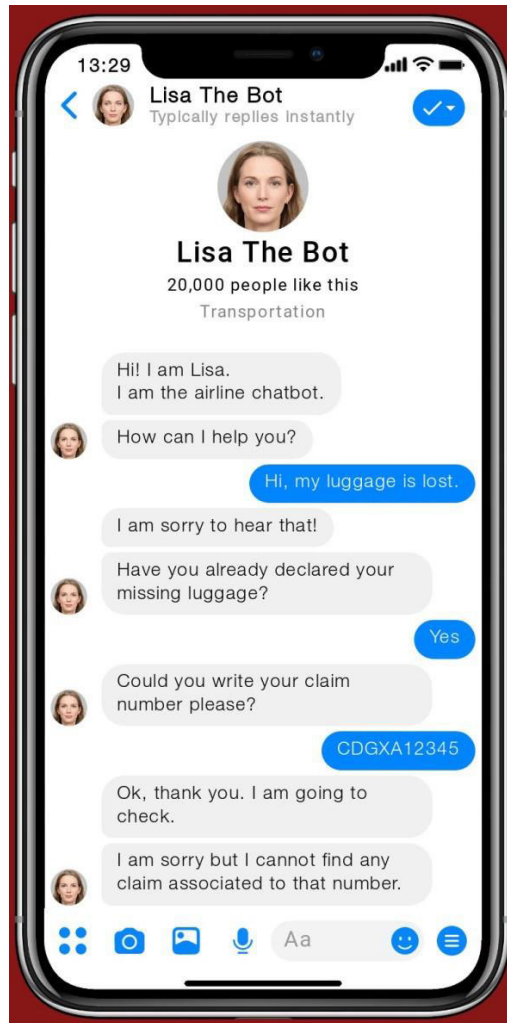 13:29
Lisa The Bot
Typically replies Instantly
Lisa The Bot
20,000 people like this
Transportation
Hi! I am Lisa.
I am the airline chatbot.
How can I help you?
Hi, my luggage is lost.
I am sorry to hear that!
Have you already declared your
missing luggage?
Yes
Could you write your claim
number please?
CDGXA12345
Ok, thank you. I am going to
check.
I am sorry but I cannot find any
claim associated to that number.
Aa